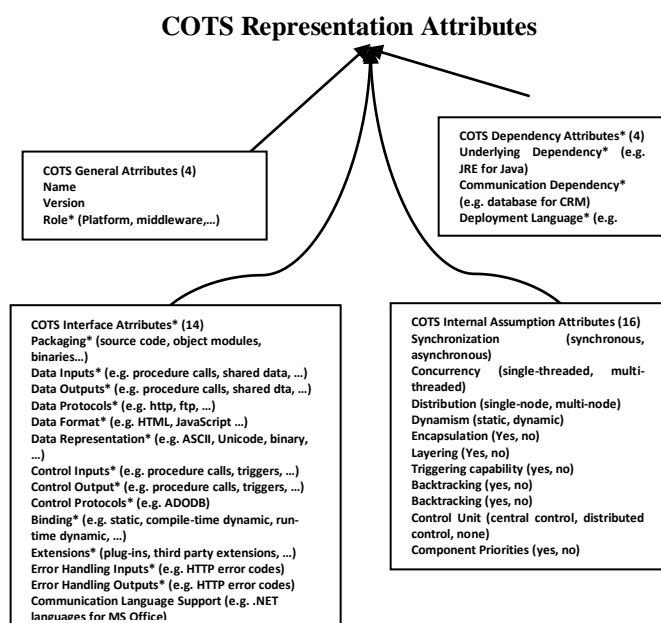 COTS Representation Attributes
COTS General Atrributes (4)
Name
Version
Role* (Platform, middleware,…)
COTS Dependency Attributes* (4)
Underlying Dependency* (e.g.
JRE for Java)
Communication Dependency*
(e.g. database for CRM)
Deployment Language* (e.g.
COTS Interface Atrributes* (14)
Packaging* (source code, object modules,
binaries…)
Data Inputs* (e.g. procedure calls, shared data, …)
Data Outputs* (e.g. procedure calls, shared dta, …)
Data Protocols* (e.g. http, ftp, …)
Data Format* (e.g. HTML, JavaScript …)
Data Representation* (e.g. ASCII, Unicode, binary,
…)
Control Inputs* (e.g. procedure calls, triggers, …)
Control Output* (e.g. procedure calls, triggers, …)
Control Protocols* (e.g. ADODB)
Binding* (e.g. static, compile-time dynamic, run-
time dynamic, …)
Extensions* (plug-ins, third party extensions, …)
Error Handling Inputs* (e.g. HTTP error codes)
Error Handling Outputs* (e.g. HTTP error codes)
Communication Language Support (e.g. .NET
languages for MS Office)
COTS Internal Assumption Attributes (16)
Synchronization (synchronous,
asynchronous)
Concurrency (single-threaded, multi-
threaded)
Distribution (single-node, multi-node)
Dynamism (static, dynamic)
Encapsulation (Yes, no)
Layering (Yes, no)
Triggering capability (yes, no)
Backtracking (yes, no)
Backtracking (yes, no)
Control Unit (central control, distributed
control, none)
Component Priorities (yes, no)